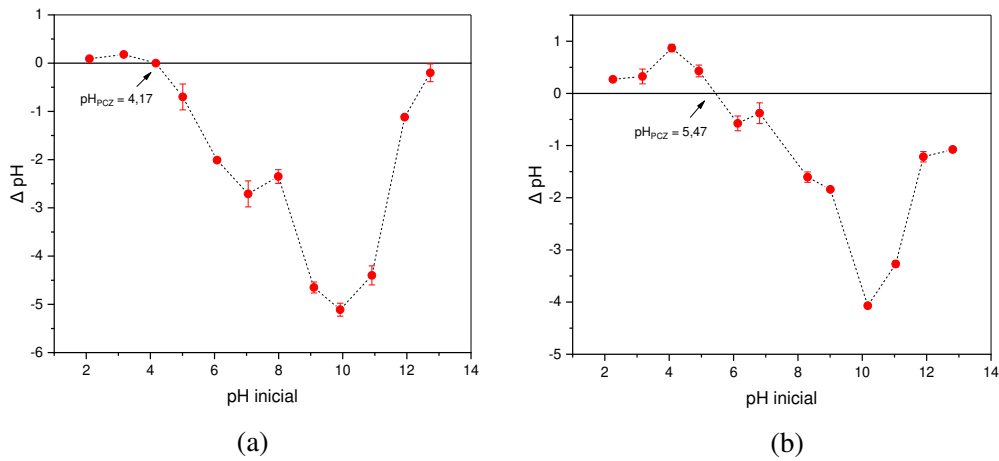 1
0
-1
-2
-3
-4
-5
-6
Δ pH
pH_PCZ = 4,17
2 4 6 8 10 12 14
pH inicial
(a)
1
0
-1
-2
-3
-4
-5
Δ pH
pH_PCZ = 5,47
2 4 6 8 10 12 14
pH inicial
(b)